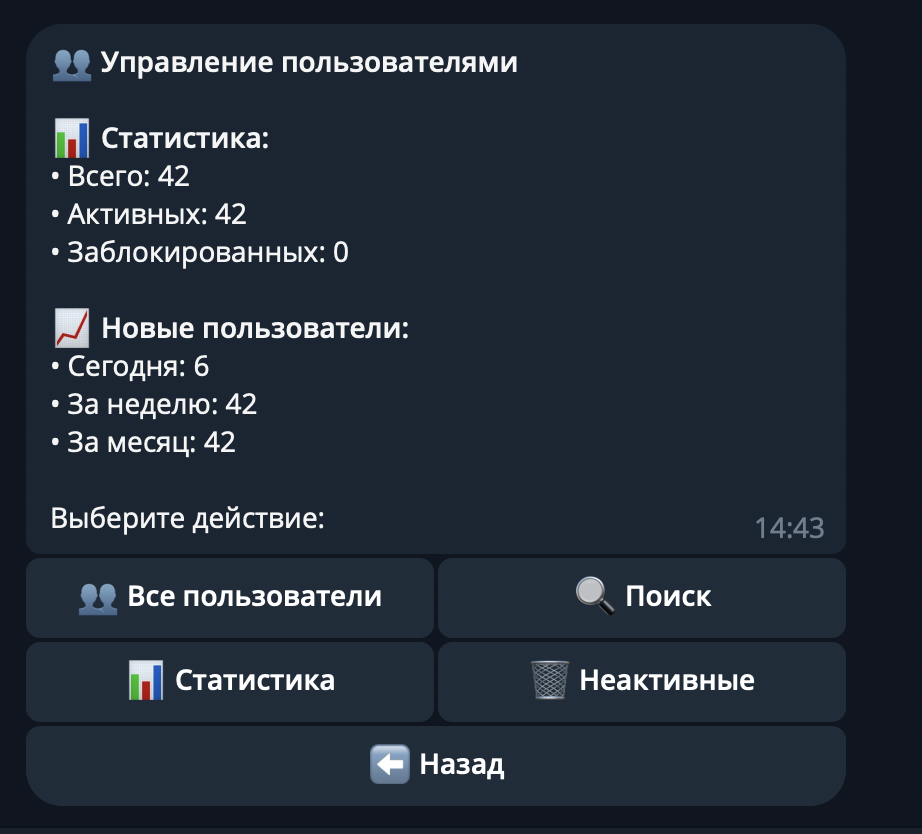 👥 Управление пользователями
📊 Статистика:
• Всего: 42
• Активных: 42
• Заблокированных: 0
📈 Новые пользователи:
• Сегодня: 6
• За неделю: 42
• За месяц: 42
Выберите действие:
14:43
👥 Все пользователи
🔍 Поиск
📊 Статистика
🗑 Неактивные
⬅️ Назад